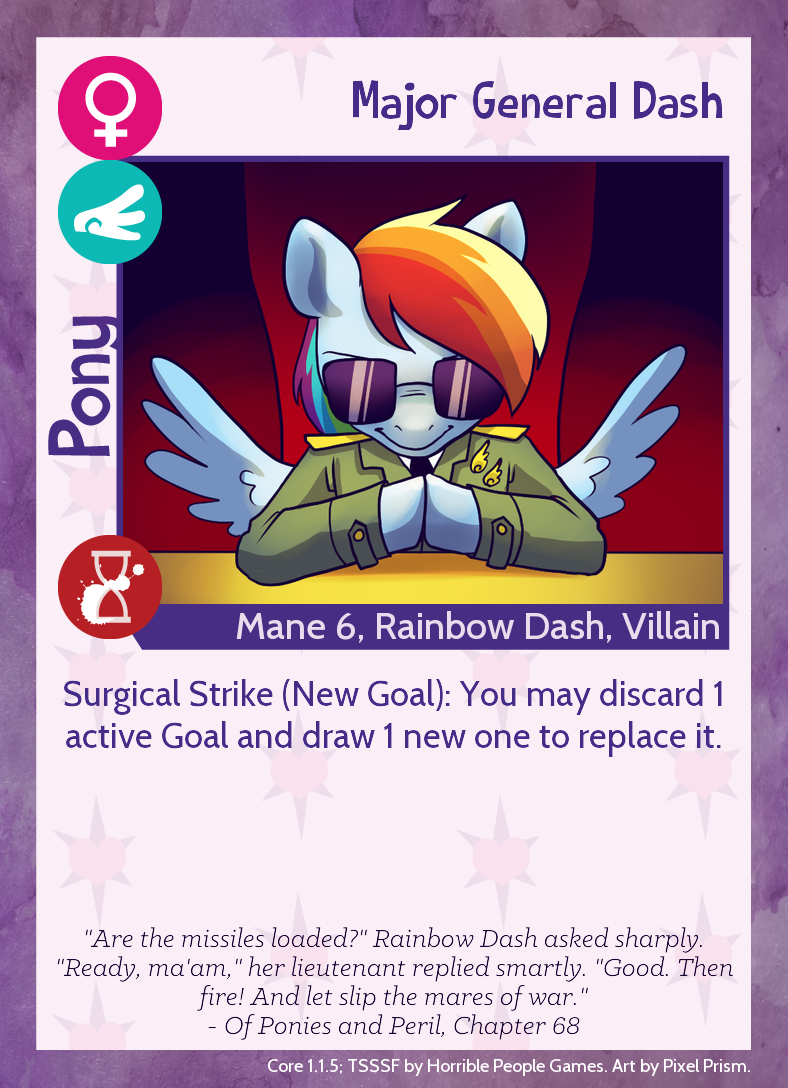 Major General Dash
Pony
Mane 6, Rainbow Dash, Villain
Surgical Strike (New Goal): You may discard 1
active Goal and draw 1 new one to replace it.
"Are the missiles loaded?" Rainbow Dash asked sharply.
"Ready, ma'am," her lieutenant replied smartly. "Good. Then
fire! And let slip the mares of war."
- Of Ponies and Peril, Chapter 68
Core 1.1.5; TSSSF by Horrible People Games. Art by Pixel Prism.